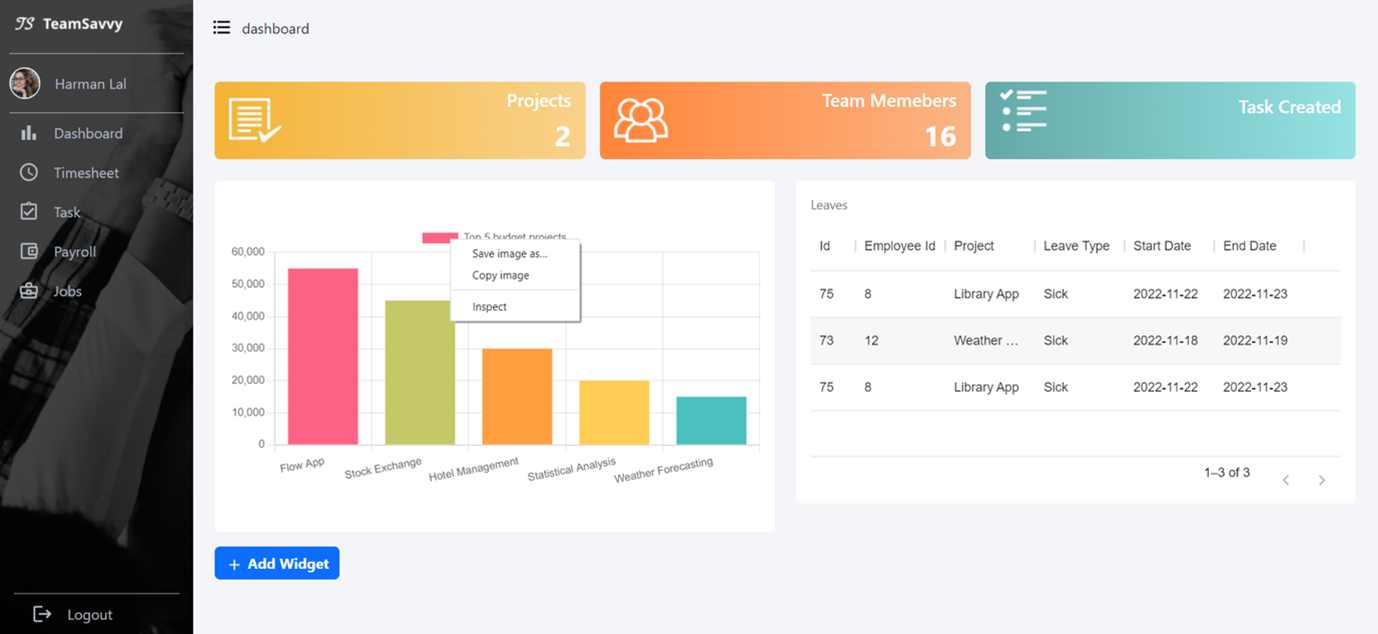 TS TeamSavvy
Harman Lal
Dashboard
Timesheet
Task
Payroll
Jobs
Logout
dashboard
Projects
2
Team Memebers
16
Task Created
Top 5 budget projects
Save image as...
Copy image
Inspect
60,000
50,000
40,000
30,000
20,000
10,000
0
Flow App
Stock Exchange
Hotel Management
Statistical Analysis
Weather Forecasting
Leaves
Id Employee Id Project Leave Type Start Date End Date
75 8 Library App Sick 2022-11-22 2022-11-23
73 12 Weather ... Sick 2022-11-18 2022-11-19
75 8 Library App Sick 2022-11-22 2022-11-23
1–3 of 3
+ Add Widget